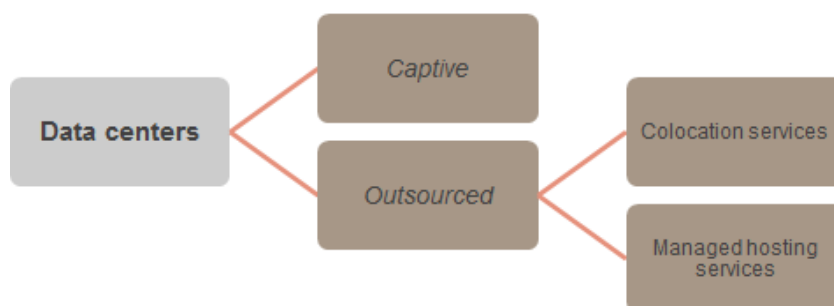 Captive
Data centers
Colocation services
Outsourced
Managed hosting
services